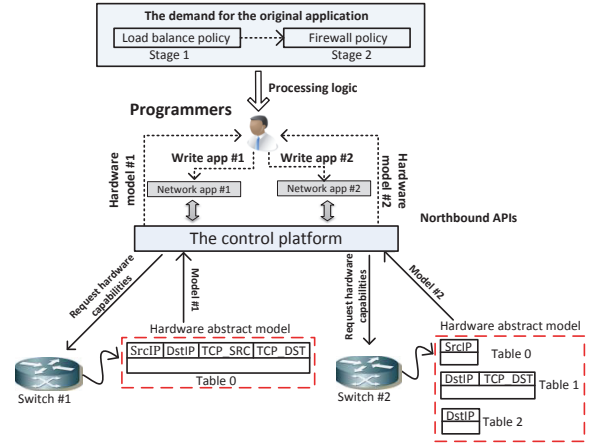 The demand for the original application
Load balance policy
Firewall policy
Stage 1
Stage 2
Processing logic
Programmers
Hardware
model #1
Write app #1
Write app #2
Hardware
model #2
Network app #1
Network app #2
Northbound APIs
The control platform
Request hardware
capabilities
Model #1
Request hardware
capabilities
Model #2
Hardware abstract model
SrcIP DstIP TCP_SRC TCP_DST
Table 0
Switch #1
Hardware abstract model
SrcIP
Table 0
DstIP TCP_DST
Table 1
DstIP
Table 2
Switch #2